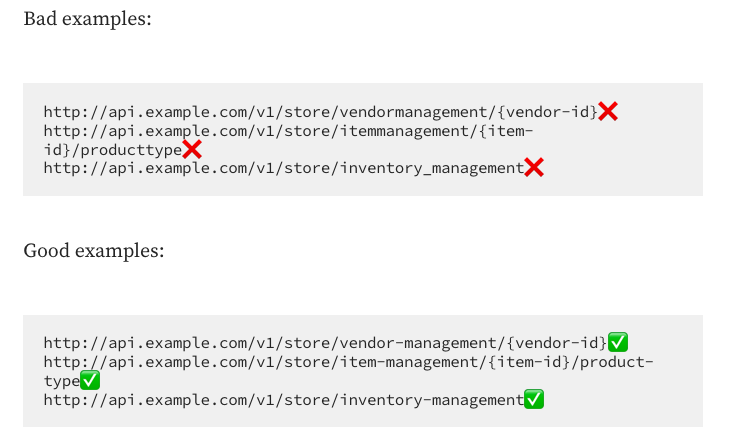 Bad examples:
http://api.example.com/v1/store/vendormanagement/{vendor-id}❌
http://api.example.com/v1/store/itemmanagement/{item-
id}/producttype❌
http://api.example.com/v1/store/inventory_management❌
Good examples:
http://api.example.com/v1/store/vendor-management/{vendor-id}✅
http://api.example.com/v1/store/item-management/{item-id}/product-
type✅
http://api.example.com/v1/store/inventory-management✅